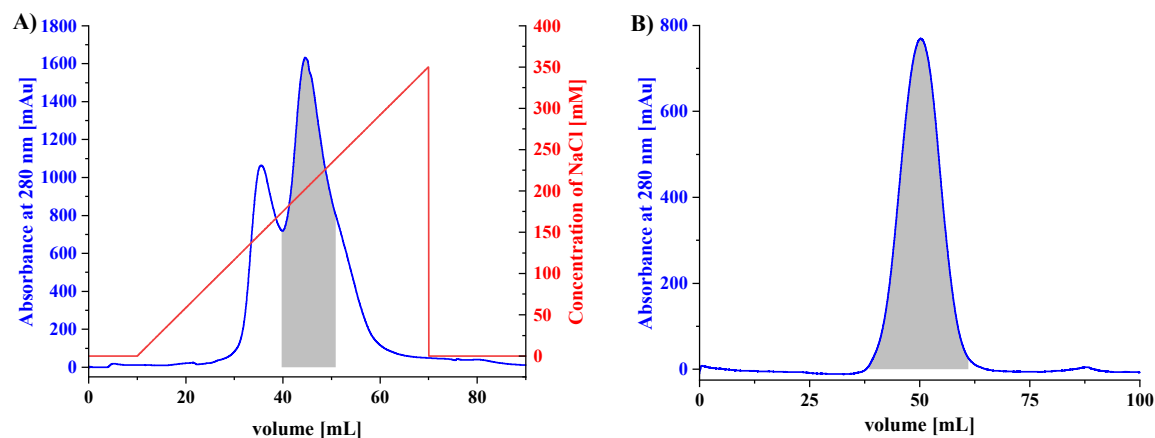 A)
Absorbance at 280 nm [mAu]
1800
1600
1400
1200
1000
800
600
400
200
0
0 20 40 60 80
volume [mL]
400
350
300
250
200
150
100
50
0
Concentration of NaCl [mM]
B)
Absorbance at 280 nm [mAu]
800
600
400
200
0
0 25 50 75 100
volume [mL]